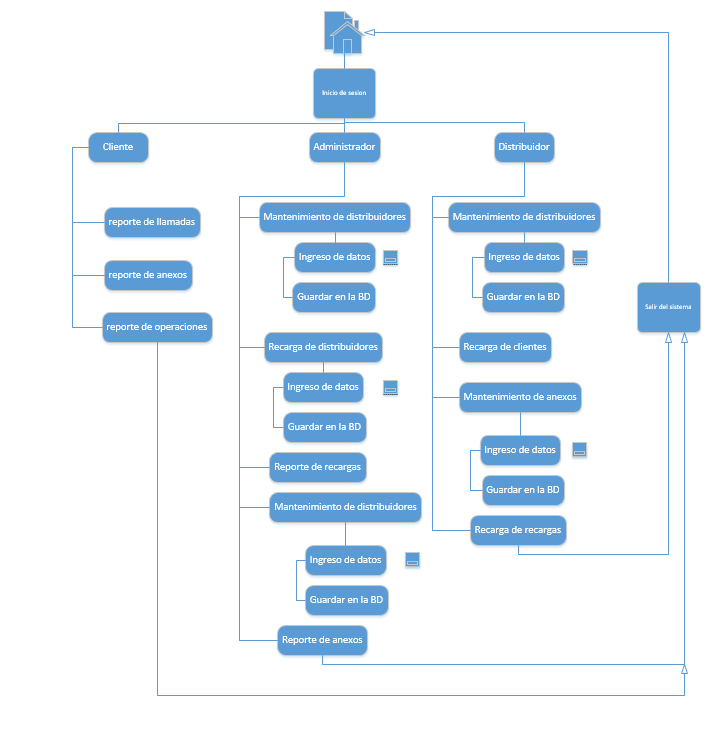 Inicio de sesion
Cliente
Administrador
Distribuidor
reporte de llamadas
reporte de anexos
reporte de operaciones
Mantenimiento de distribuidores
Ingreso de datos
Guardar en la BD
Recarga de distribuidores
Ingreso de datos
Guardar en la BD
Reporte de recargas
Mantenimiento de distribuidores
Ingreso de datos
Guardar en la BD
Reporte de anexos
Mantenimiento de distribuidores
Ingreso de datos
Guardar en la BD
Recarga de clientes
Mantenimiento de anexos
Ingreso de datos
Guardar en la BD
Recarga de recargas
Salir del sistema